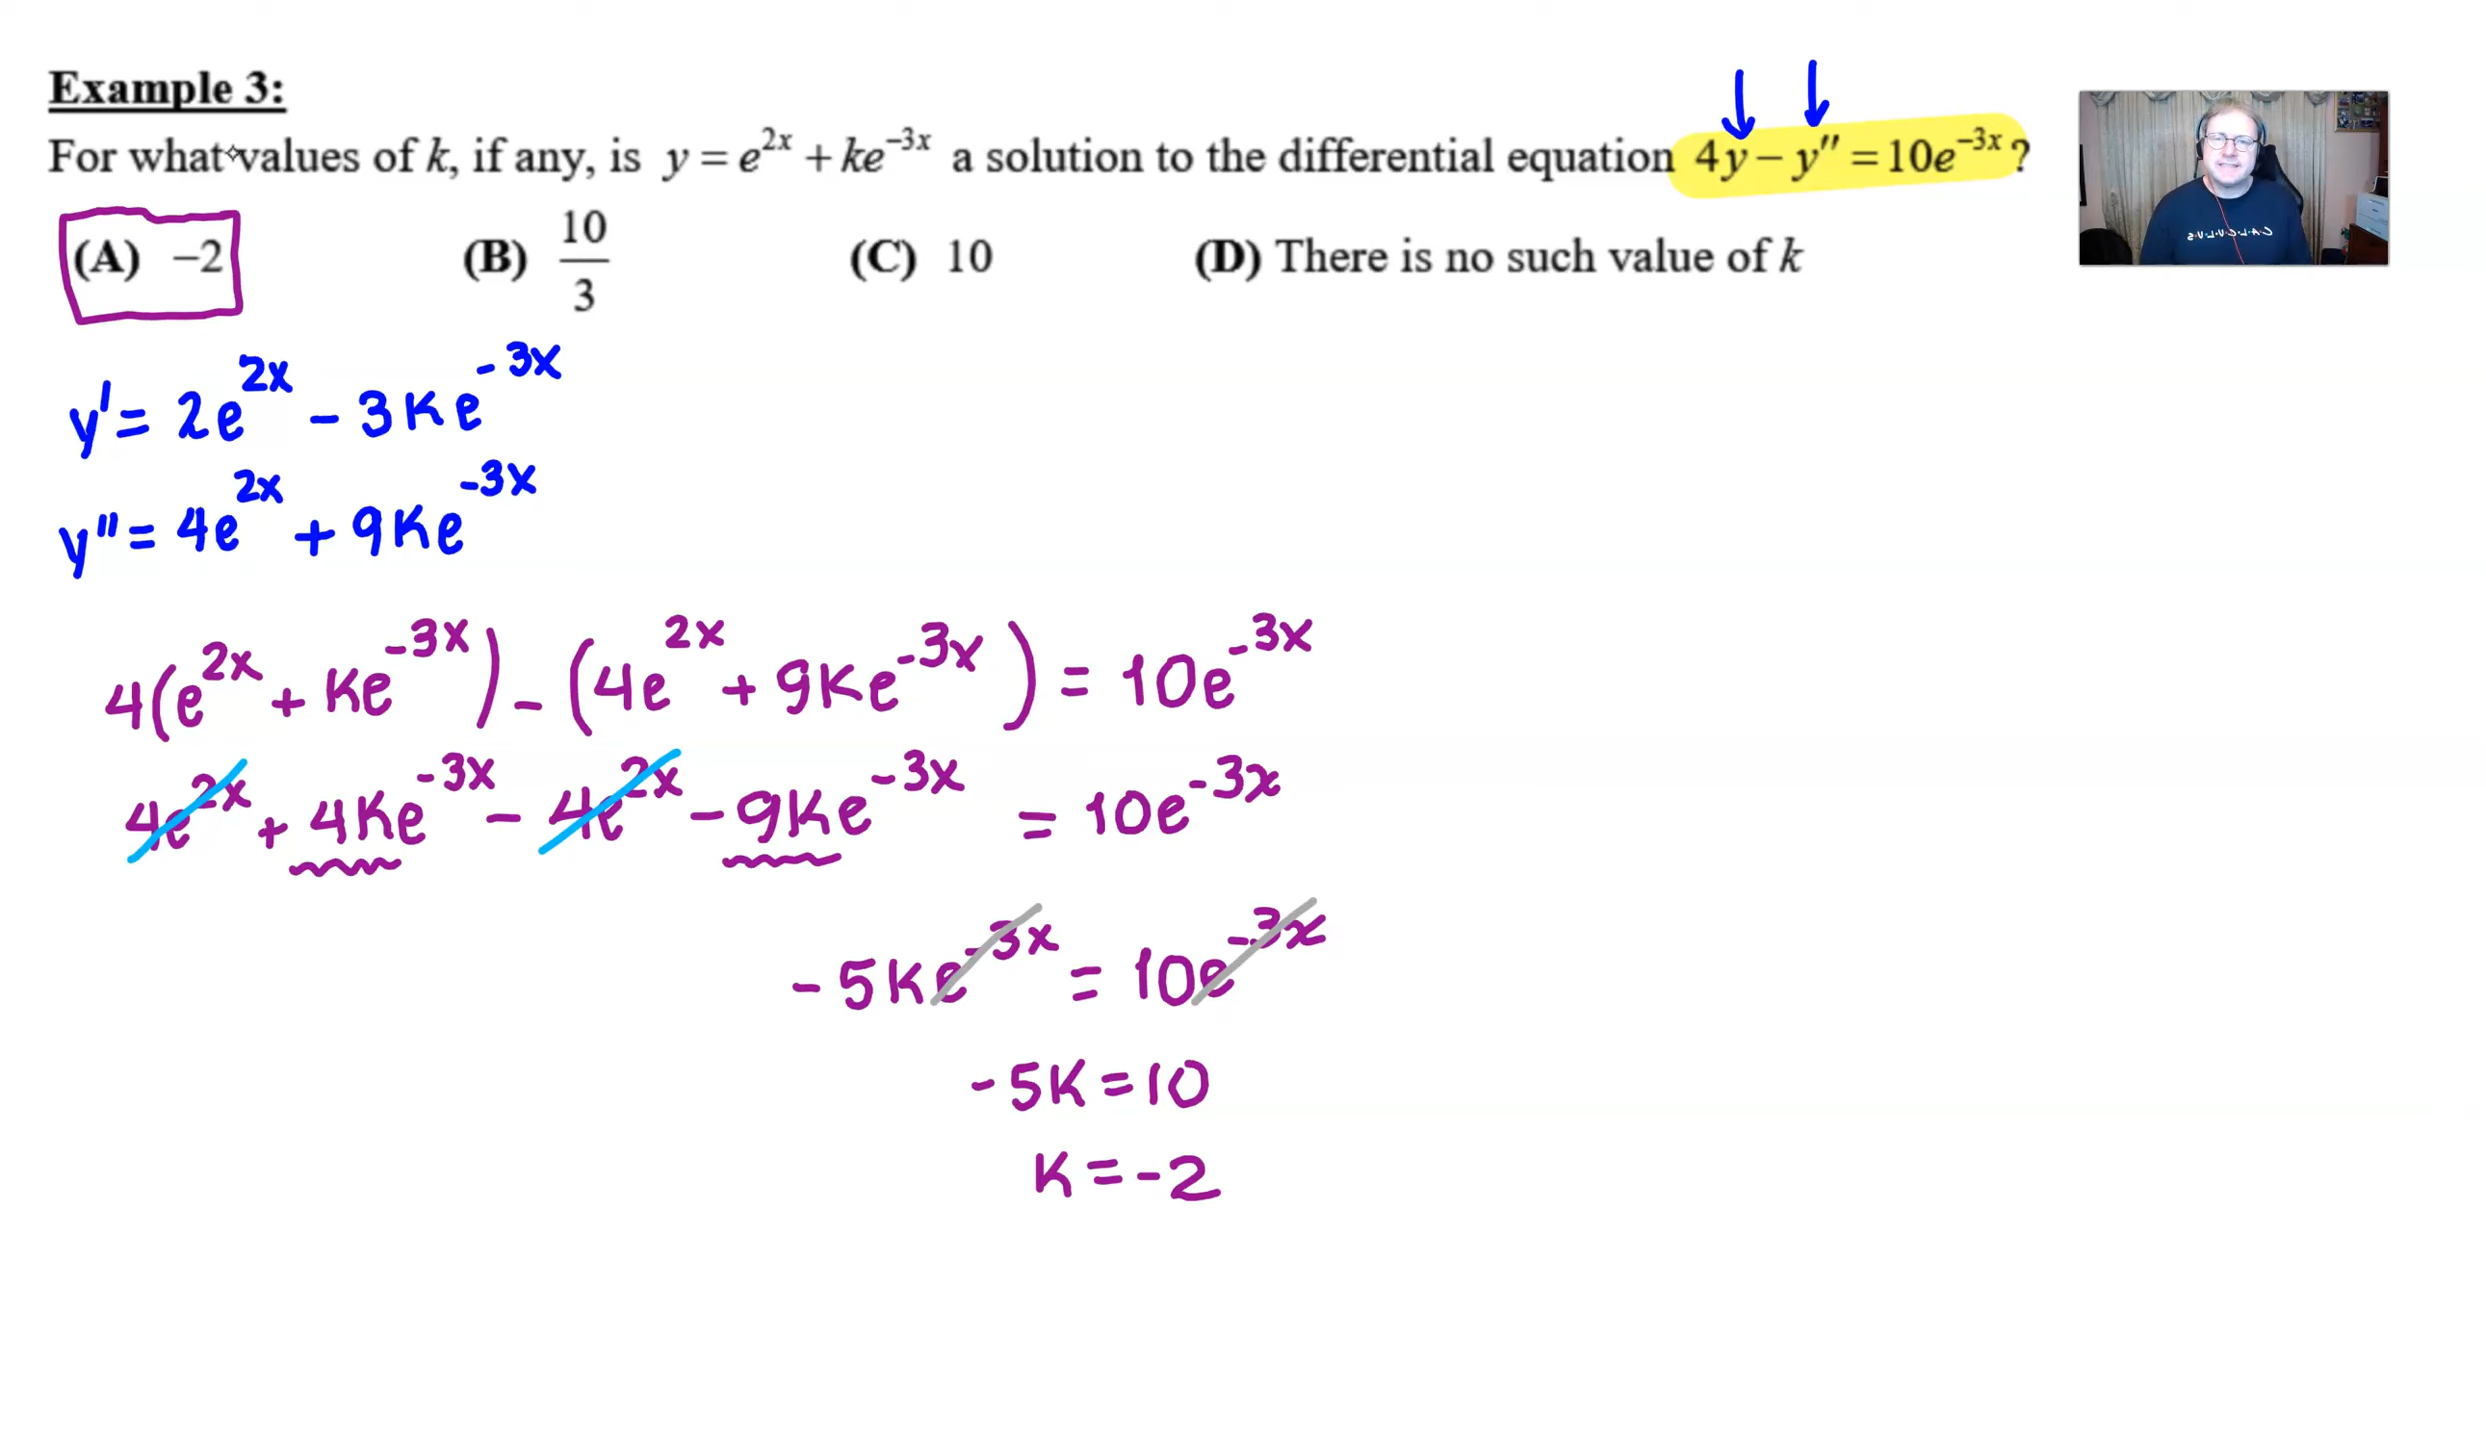 Example 3:
For what values of k, if any, is y = e^{2x} + ke^{-3x} a solution to the differential equation 4y - y'' = 10e^{-3x} ?
(A) -2 (B) 10/3 (C) 10 (D) There is no such value of k
y' = 2e^{2x} - 3ke^{-3x}
y'' = 4e^{2x} + 9ke^{-3x}
4(e^{2x} + ke^{-3x}) - (4e^{2x} + 9ke^{-3x}) = 10e^{-3x}
4e^{2x} + 4ke^{-3x} - 4e^{2x} - 9ke^{-3x} = 10e^{-3x}
-5ke^{-3x} = 10e^{-3x}
-5k = 10
k = -2